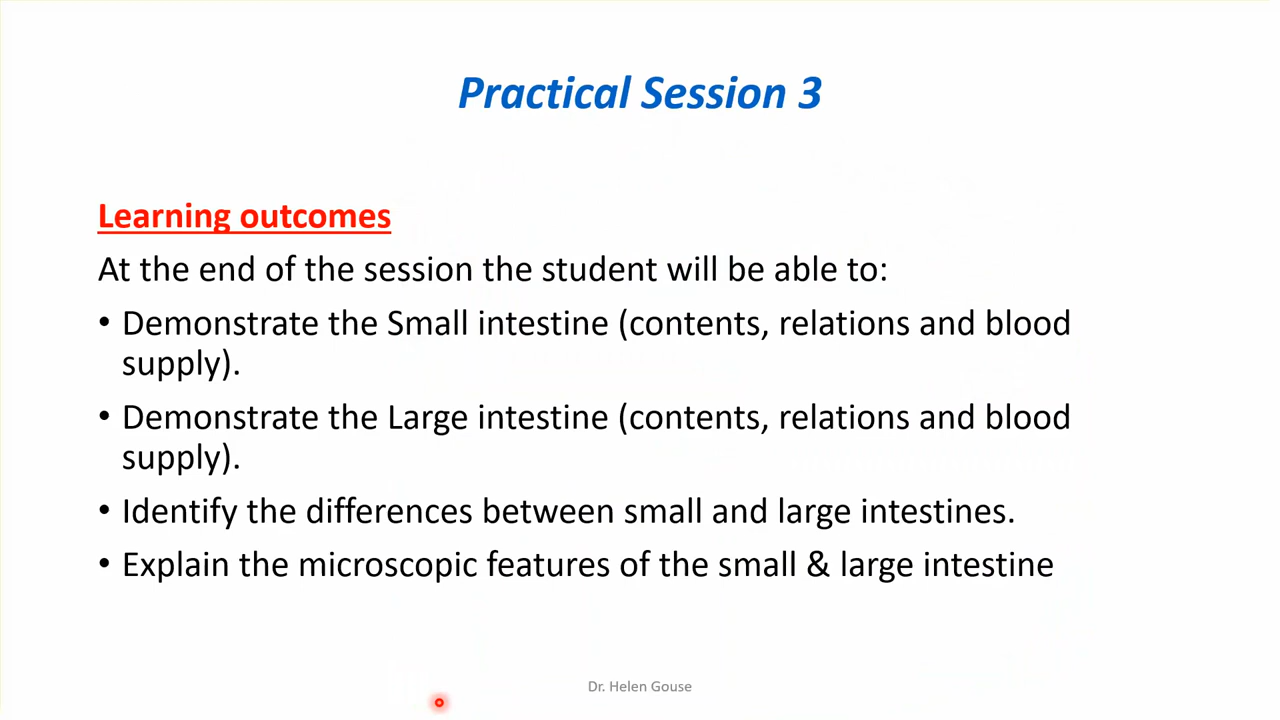 Practical Session 3
Learning outcomes
At the end of the session the student will be able to:
• Demonstrate the Small intestine (contents, relations and blood
supply).
• Demonstrate the Large intestine (contents, relations and blood
supply).
• Identify the differences between small and large intestines.
• Explain the microscopic features of the small & large intestine
Dr. Helen Gouse